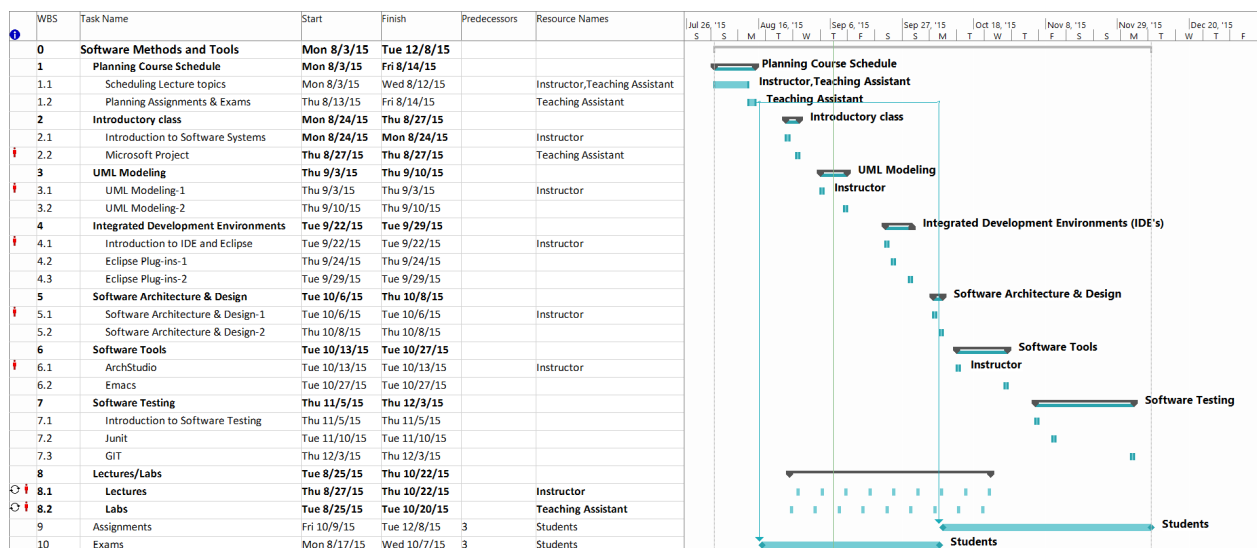 WBS Task Name Start Finish Predecessors Resource Names
Jul 26, '15 Aug 16, '15 Sep 6, '15 Sep 27, '15 Oct 18, '15 Nov 8, '15 Nov 29, '15 Dec 20, '15
S S M T W T F S S M T W T F S S M T W T F
0 Software Methods and Tools Mon 8/3/15 Tue 12/8/15
1 Planning Course Schedule Mon 8/3/15 Fri 8/14/15 Planning Course Schedule
1.1 Scheduling Lecture topics Mon 8/3/15 Wed 8/12/15 Instructor,Teaching Assistant Instructor,Teaching Assistant
1.2 Planning Assignments & Exams Thu 8/13/15 Fri 8/14/15 Teaching Assistant Teaching Assistant
2 Introductory class Mon 8/24/15 Thu 8/27/15 Introductory class
2.1 Introduction to Software Systems Mon 8/24/15 Mon 8/24/15 Instructor
2.2 Microsoft Project Thu 8/27/15 Thu 8/27/15 Teaching Assistant
3 UML Modeling Thu 9/3/15 Thu 9/10/15 UML Modeling
3.1 UML Modeling-1 Thu 9/3/15 Thu 9/3/15 Instructor Instructor
3.2 UML Modeling-2 Thu 9/10/15 Thu 9/10/15
4 Integrated Development Environments Tue 9/22/15 Tue 9/29/15 Integrated Development Environments (IDE's)
4.1 Introduction to IDE and Eclipse Tue 9/22/15 Tue 9/22/15 Instructor
4.2 Eclipse Plug-ins-1 Thu 9/24/15 Thu 9/24/15
4.3 Eclipse Plug-ins-2 Tue 9/29/15 Tue 9/29/15
5 Software Architecture & Design Tue 10/6/15 Thu 10/8/15 Software Architecture & Design
5.1 Software Architecture & Design-1 Tue 10/6/15 Tue 10/6/15 Instructor
5.2 Software Architecture & Design-2 Thu 10/8/15 Thu 10/8/15
6 Software Tools Tue 10/13/15 Tue 10/27/15 Software Tools
6.1 ArchStudio Tue 10/13/15 Tue 10/13/15 Instructor Instructor
6.2 Emacs Tue 10/27/15 Tue 10/27/15
7 Software Testing Thu 11/5/15 Thu 12/3/15 Software Testing
7.1 Introduction to Software Testing Thu 11/5/15 Thu 11/5/15
7.2 Junit Tue 11/10/15 Tue 11/10/15
7.3 GIT Thu 12/3/15 Thu 12/3/15
8 Lectures/Labs Tue 8/25/15 Thu 10/22/15
8.1 Lectures Thu 8/27/15 Thu 10/22/15 Instructor
8.2 Labs Tue 8/25/15 Tue 10/20/15 Teaching Assistant
9 Assignments Fri 10/9/15 Tue 12/8/15 3 Students Students
10 Exams Mon 8/17/15 Wed 10/7/15 3 Students Students